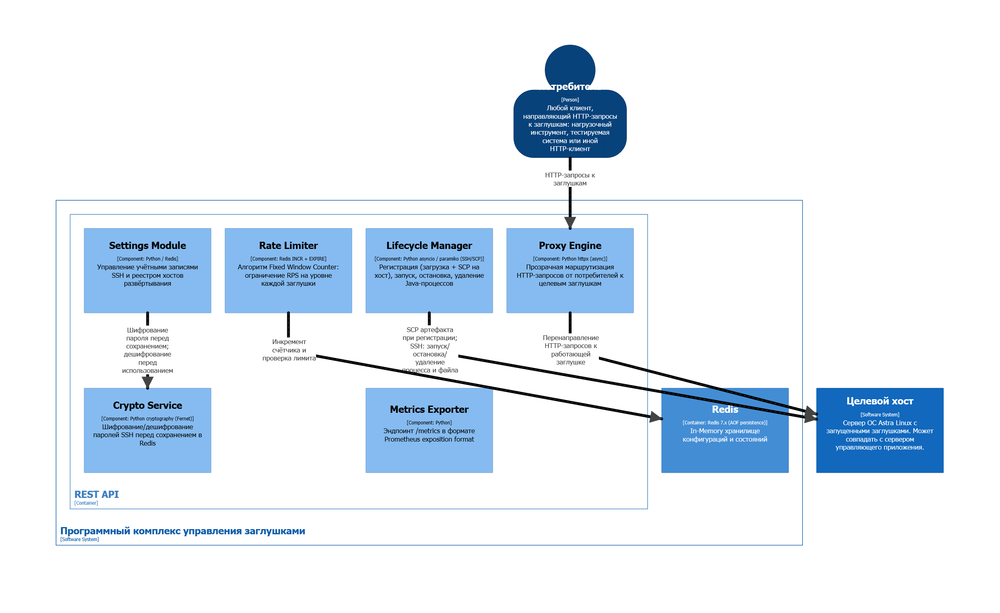 Потребитель
[Person]
Любой клиент,
направляющий HTTP-запросы
к заглушкам: нагрузочный
инструмент, тестируемая
система или иной
HTTP-клиент
HTTP-запросы к
заглушкам
Settings Module
[Component: Python / Redis]
Управление учётными записями
SSH и реестром хостов
развёртывания
Rate Limiter
[Component: Redis INCR + EXPIRE]
Алгоритм Fixed Window Counter:
ограничение RPS на уровне
каждой заглушки
Lifecycle Manager
[Component: Python asyncio / paramiko (SSH/SCP)]
Регистрация (загрузка + SCP на
хост), запуск, остановка, удаление
Java-процессов
Proxy Engine
[Component: Python httpx (async)]
Прозрачная маршрутизация
HTTP-запросов от потребителей к
целевым заглушкам
Шифрование
пароля перед
сохранением;
дешифрование
перед
использованием
Инкремент
счётчика и
проверка лимита
SCP артефакта
при регистрации;
SSH: запуск/
остановка/
удаление
процесса и файла
Перенаправление
HTTP-запросов к
работающей
заглушке
Crypto Service
[Component: Python cryptography (Fernet)]
Шифрование/дешифрование
паролей SSH перед сохранением в
Redis
Metrics Exporter
[Component: Python]
Эндпоинт /metrics в формате
Prometheus exposition format
Redis
[Container: Redis 7.x (AOF persistence)]
In-Memory хранилище
конфигураций и состояний
Целевой хост
[Software System]
Сервер ОС Astra Linux с
запущенными заглушками. Может
совпадать с сервером
управляющего приложения.
REST API
[Container]
Программный комплекс управления заглушками
[Software System]